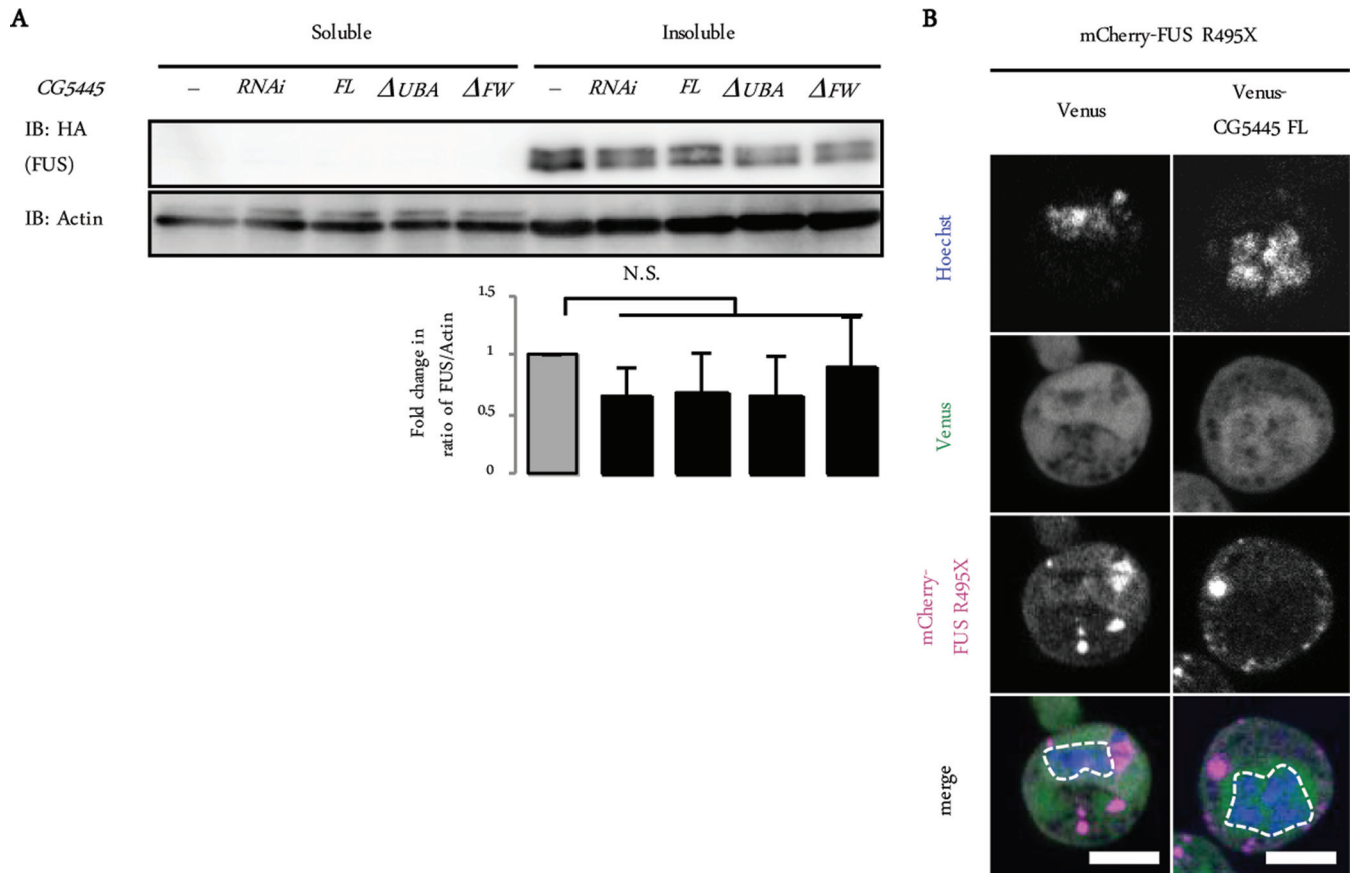 A
Soluble
Insoluble
CG5445
– RNAi FL ΔUBA ΔFW – RNAi FL ΔUBA ΔFW
IB: HA
(FUS)
IB: Actin
N.S.
Fold change in
ratio of FUS/Actin
1.5
1
0.5
0
B
mCherry-FUS R495X
Venus
Venus-
CG5445 FL
Hoechst
Venus
mCherry-
FUS R495X
merge